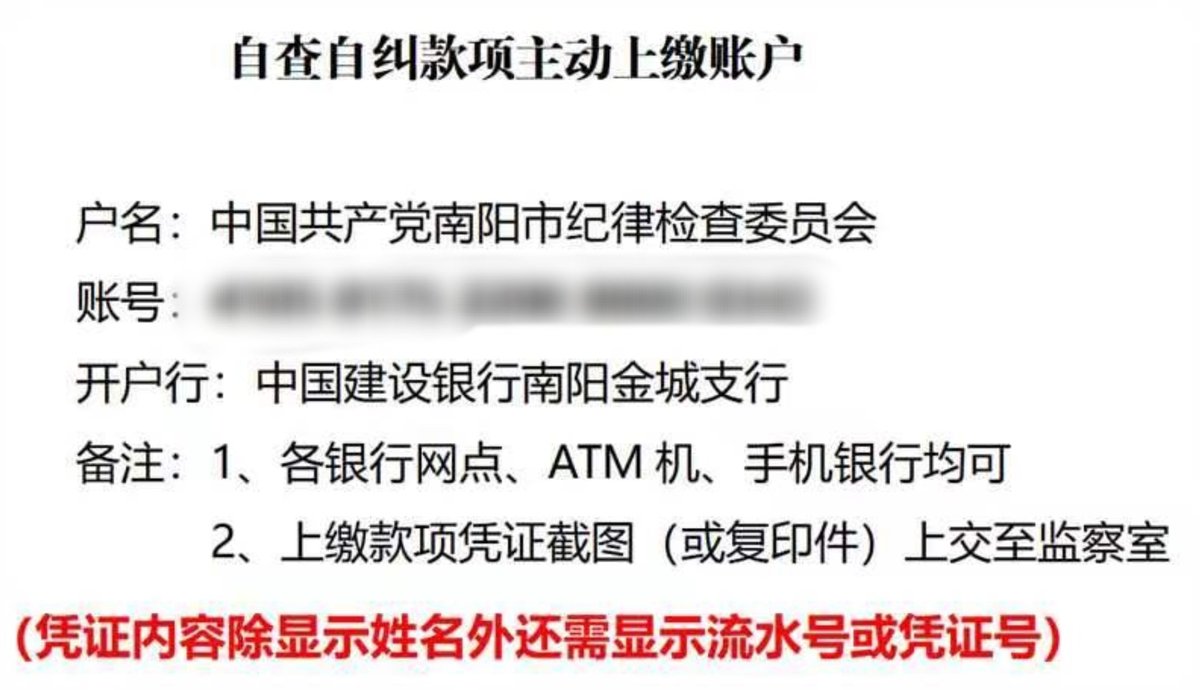 自查自纠款项主动上缴账户
户名：中国共产党南阳市纪律检查委员会
账号：
开户行：中国建设银行南阳金城支行
备注：1、各银行网点、ATM 机、手机银行均可
2、上缴款项凭证截图（或复印件）上交至监察室
(凭证内容除显示姓名外还需显示流水号或凭证号)